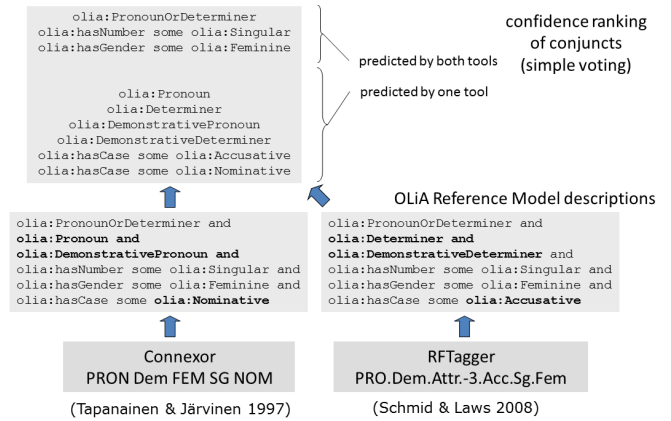 olia:PronounOrDeterminer
olia:hasNumber some olia:Singular
olia:hasGender some olia:Feminine
confidence ranking
of conjuncts
(simple voting)
predicted by both tools
predicted by one tool
olia:Pronoun
olia:Determiner
olia:DemonstrativePronoun
olia:DemonstrativeDeterminer
olia:hasCase some olia:Accusative
olia:hasCase some olia:Nominative
OLiA Reference Model descriptions
olia:PronounOrDeterminer and
olia:Pronoun and
olia:DemonstrativePronoun and
olia:hasNumber some olia:Singular and
olia:hasGender some olia:Feminine and
olia:hasCase some olia:Nominative
olia:PronounOrDeterminer and
olia:Determiner and
olia:DemonstrativeDeterminer and
olia:hasNumber some olia:Singular and
olia:hasGender some olia:Feminine and
olia:hasCase some olia:Accusative
Connexor
PRON Dem FEM SG NOM
(Tapanainen & Järvinen 1997)
RFTagger
PRO.Dem.Attr.-3.Acc.Sg.Fem
(Schmid & Laws 2008)